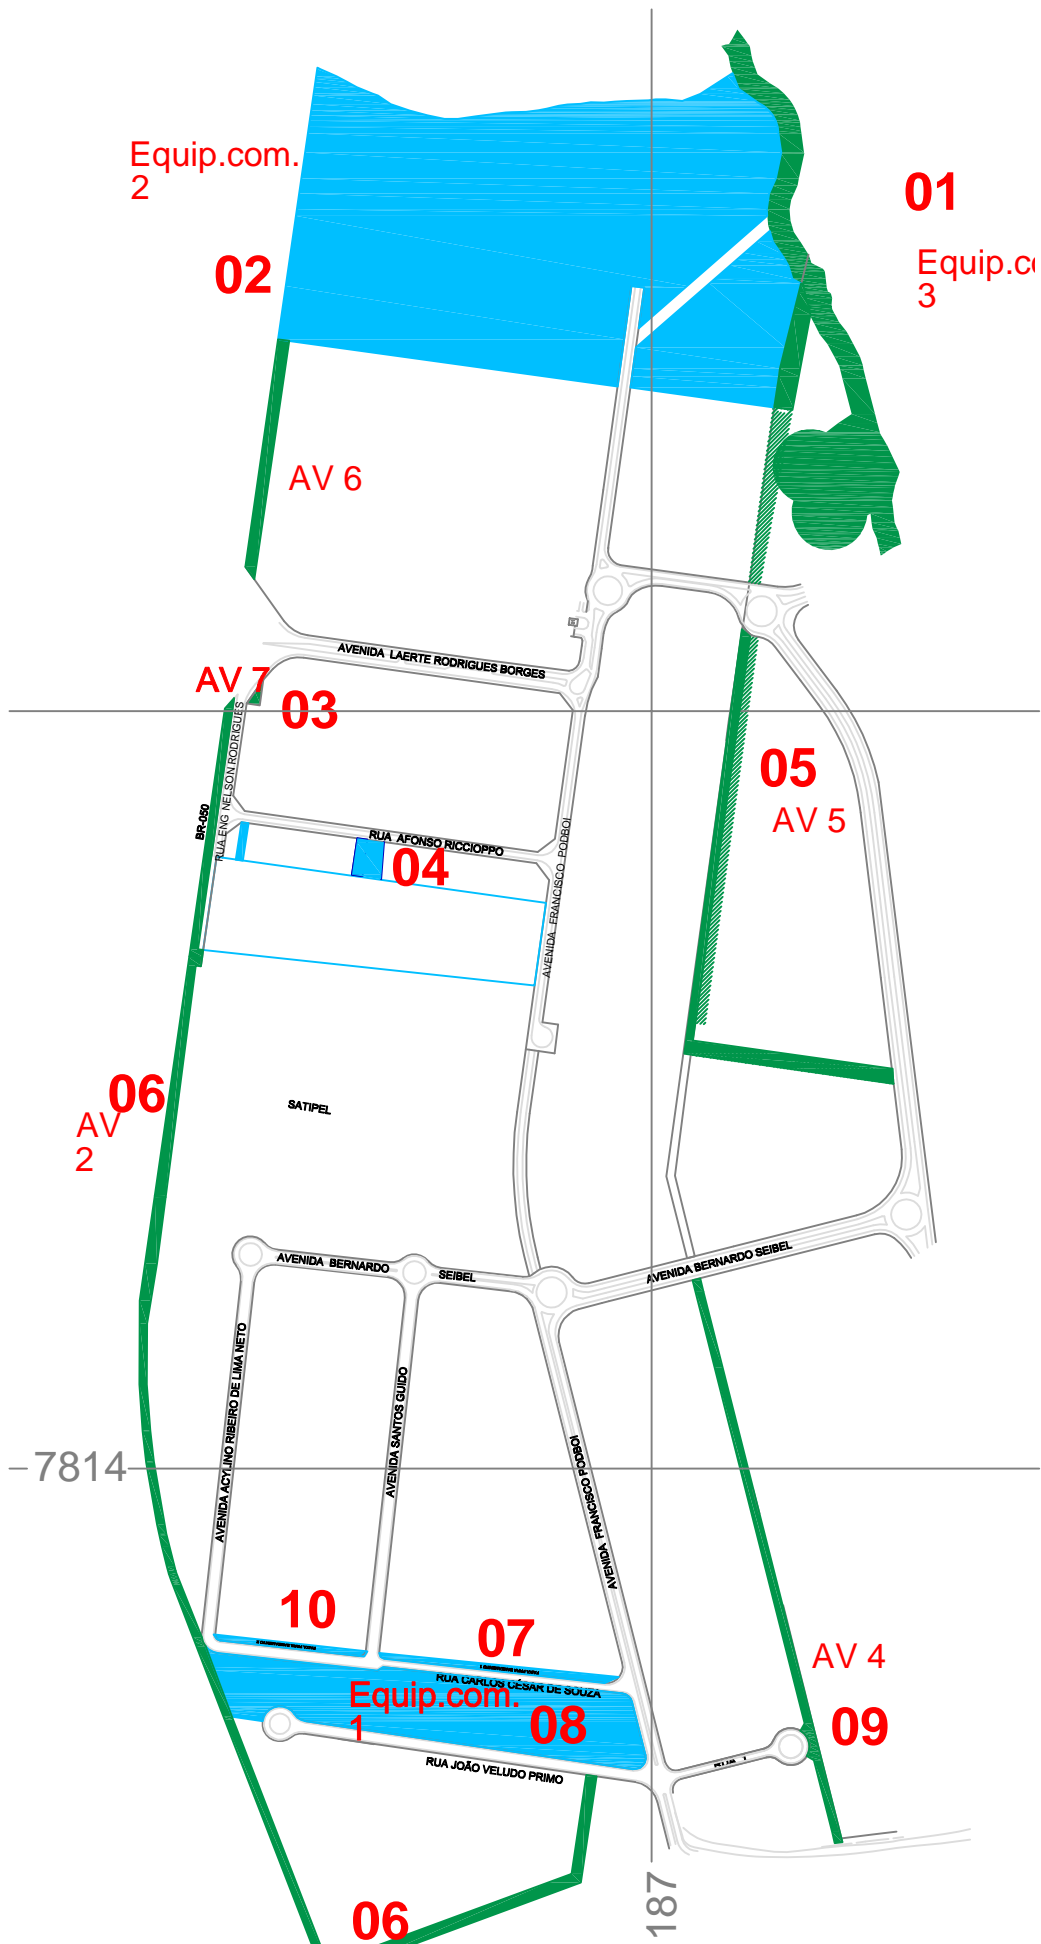 Equip.com.
2
01
02
Equip.c
3
AV 6
AVENIDA LAERTE RODRIGUES BORGES
AV 7
03
RUA ENG NELSON RODRIGUES
05
AV 5
BR-050
RUA AFONSO RICCIOPPO
04
AVENIDA FRANCISCO PODBOI
06
AV
2
SATIPEL
AVENIDA BERNARDO
SEIBEL
AVENIDA BERNARDO SEIBEL
AVENIDA ACYLINO RIBEIRO DE LIMA NETO
AVENIDA SANTOS GUIDO
AVENIDA FRANCISCO PODBOI
7814
10
07
RUA CARLOS CÉSAR DE SOUZA
Equip.com.
1
08
AV 4
09
RUA JOÃO VELUDO PRIMO
187
06